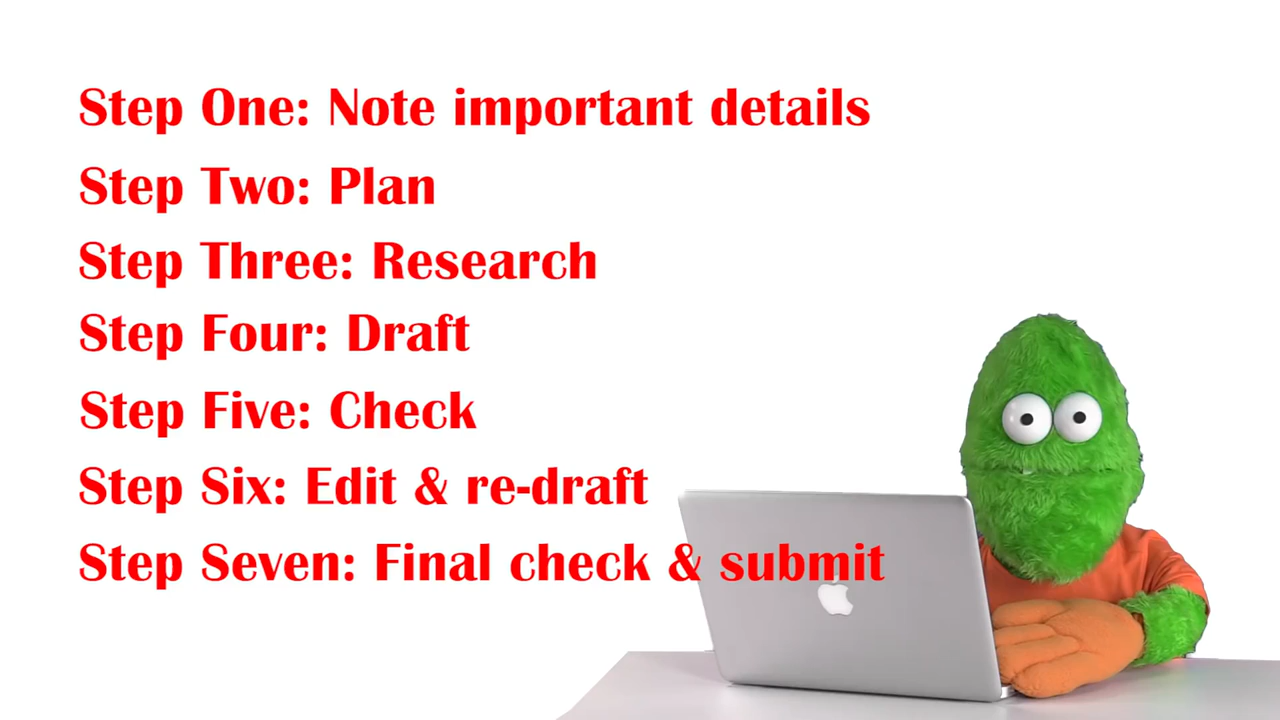 Step One: Note important details
Step Two: Plan
Step Three: Research
Step Four: Draft
Step Five: Check
Step Six: Edit & re-draft
Step Seven: Final check & submit